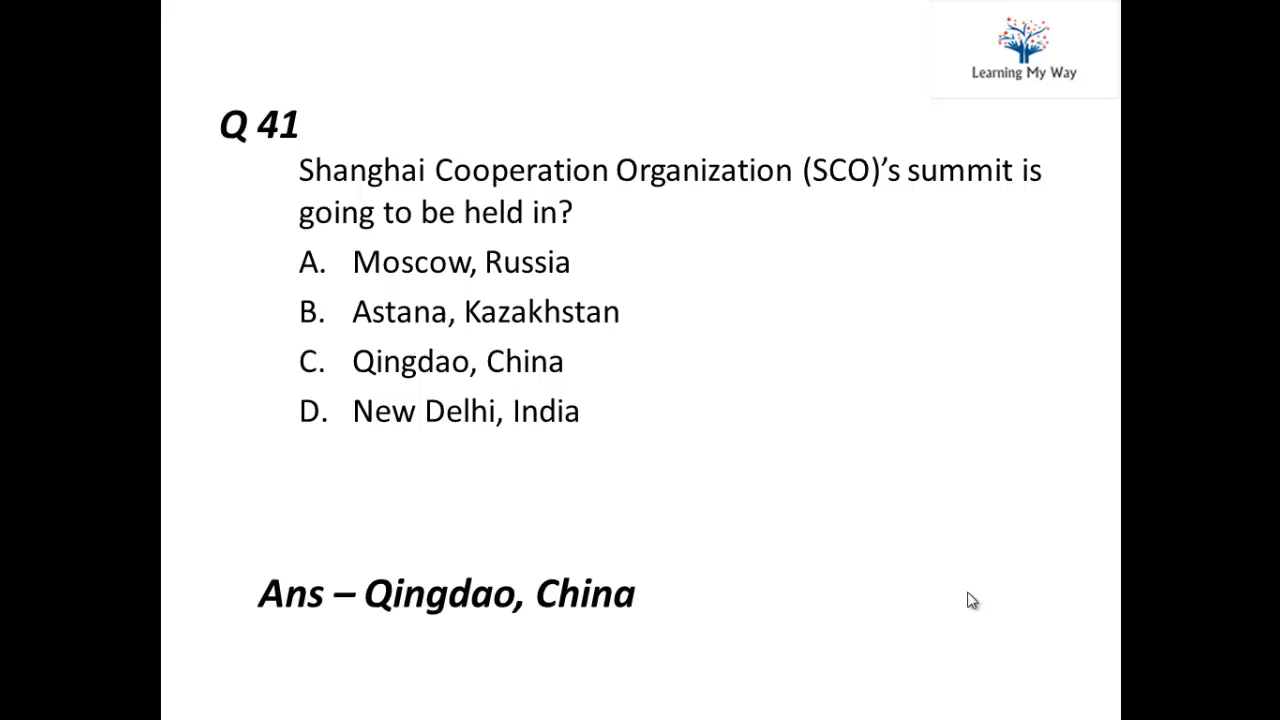 Learning My Way
Q 41
Shanghai Cooperation Organization (SCO)’s summit is
going to be held in?
A. Moscow, Russia
B. Astana, Kazakhstan
C. Qingdao, China
D. New Delhi, India
Ans – Qingdao, China